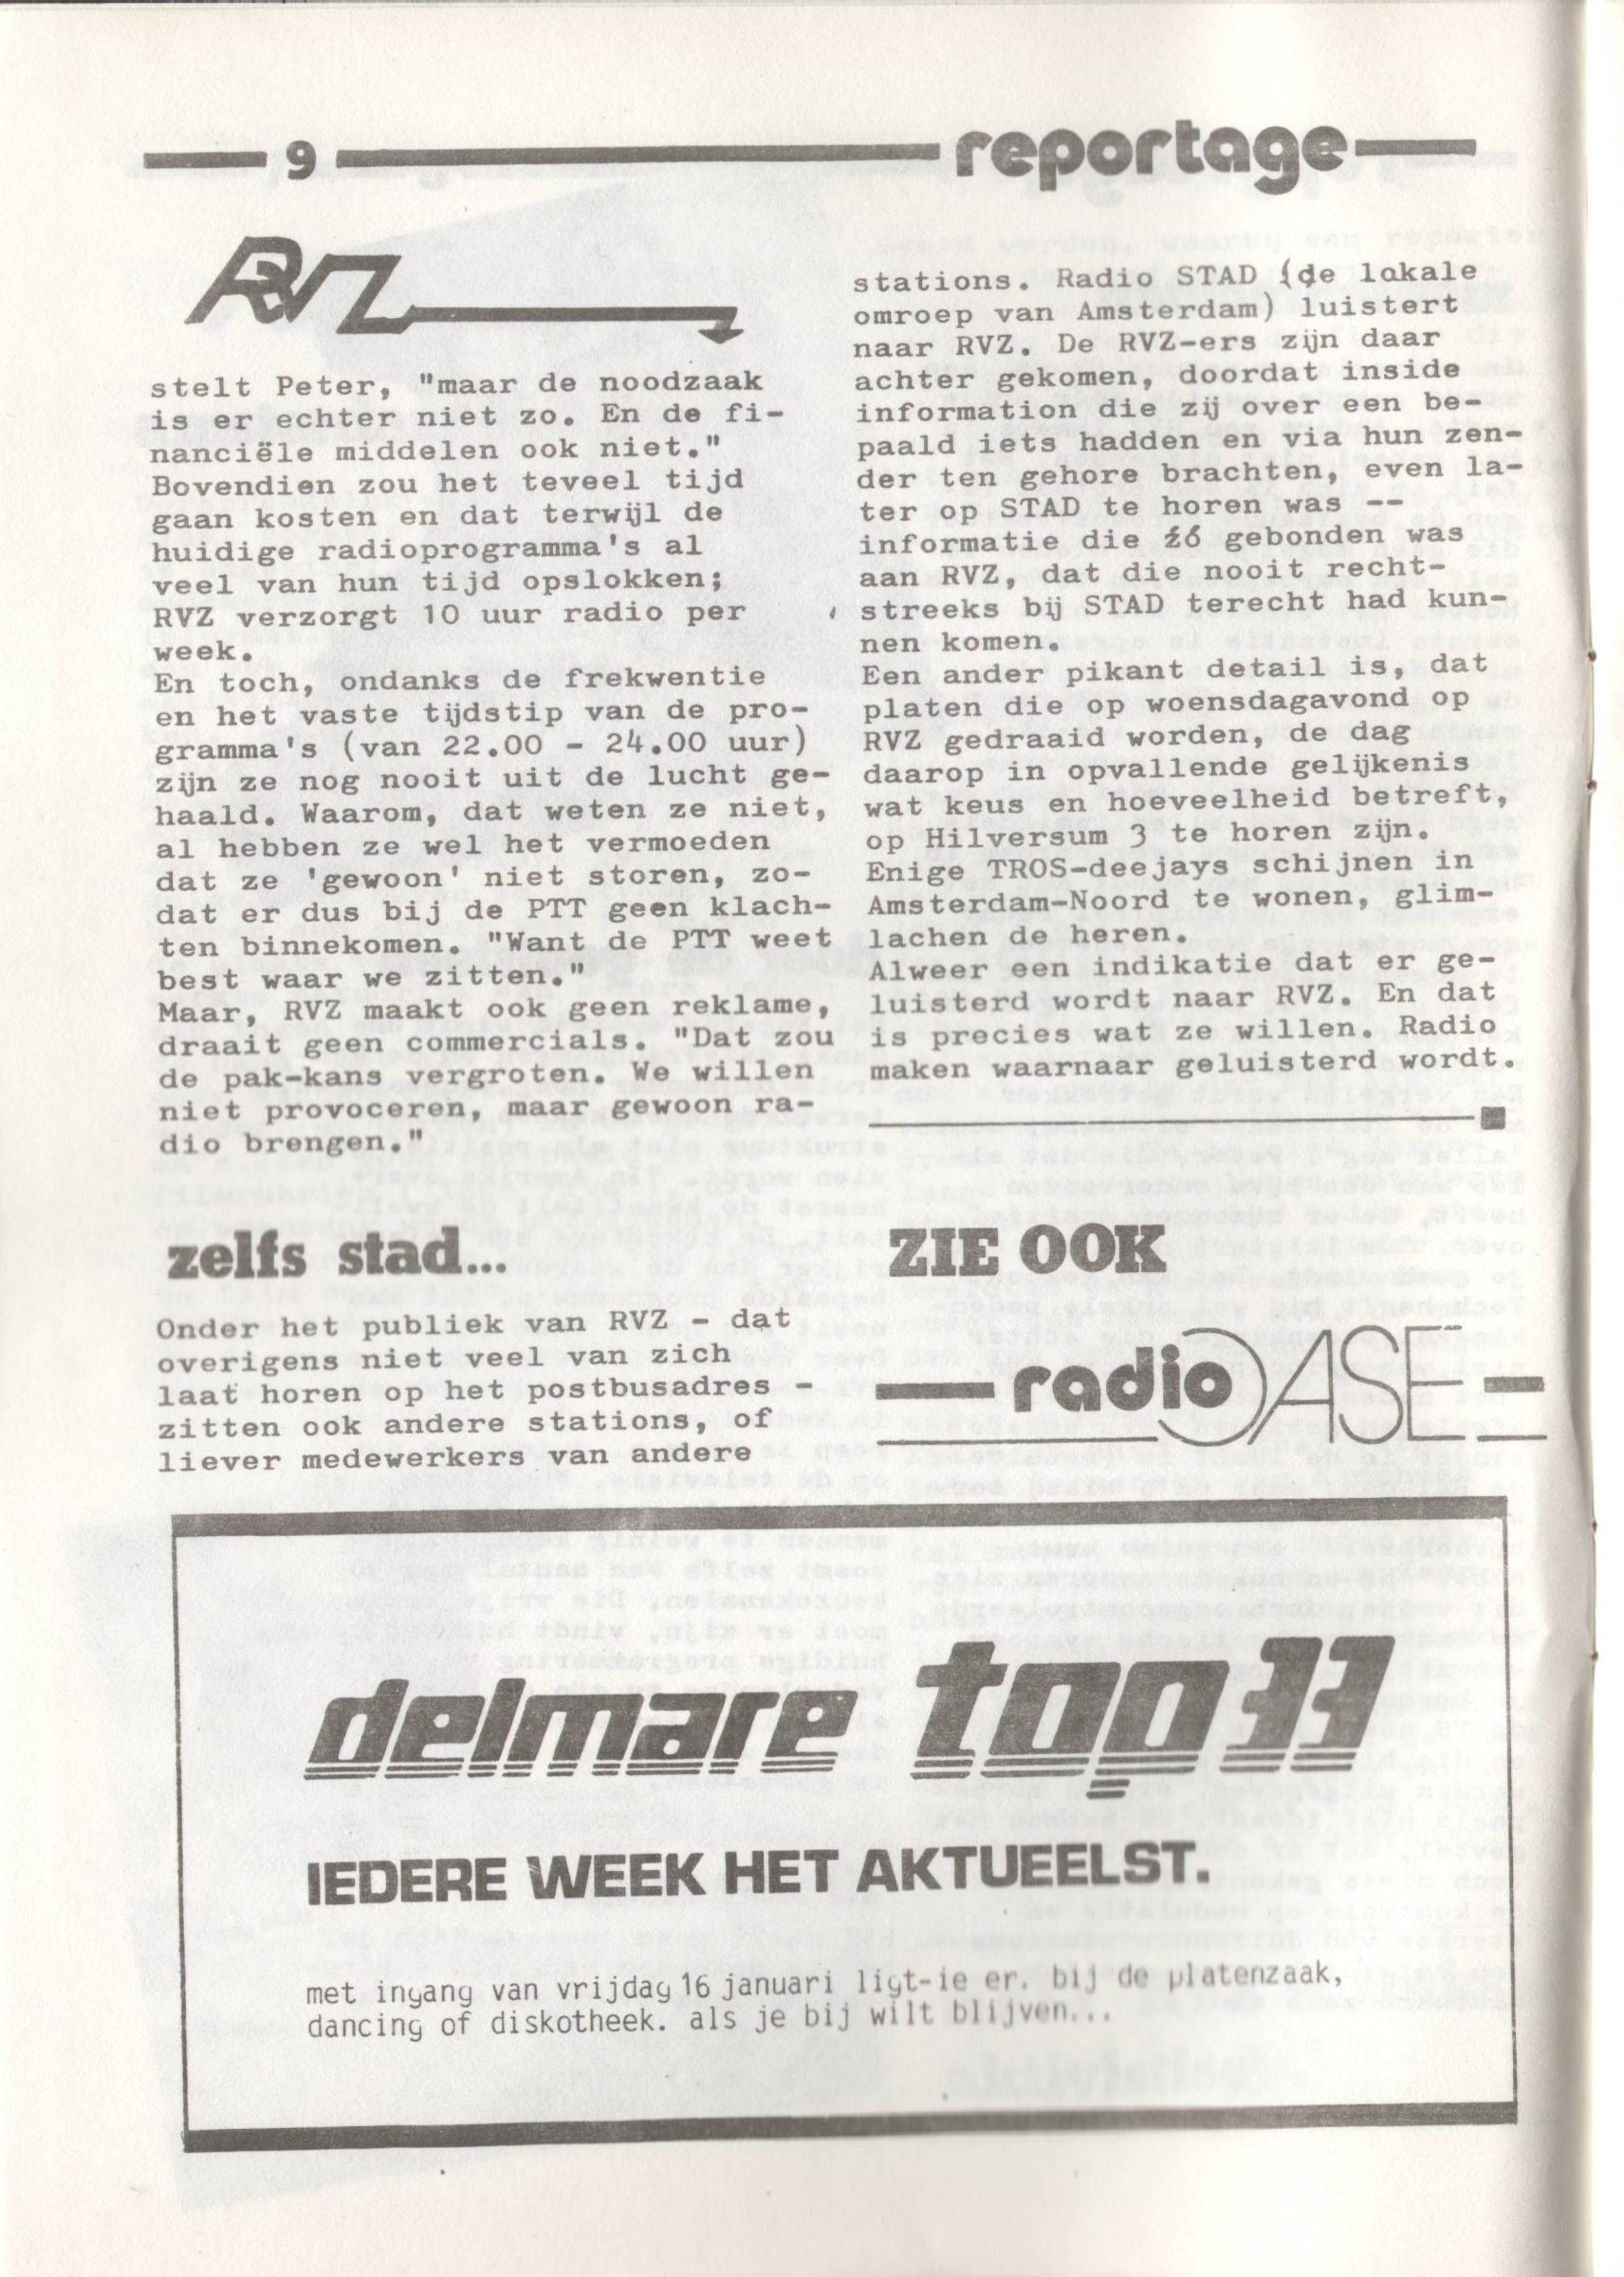 9 reportage
RVZ
stelt Peter, "maar de noodzaak
is er echter niet zo. En de fi-
nanciële middelen ook niet."
Bovendien zou het teveel tijd
gaan kosten en dat terwijl de
huidige radioprogramma's al
veel van hun tijd opslokken;
RVZ verzorgt 10 uur radio per
week.
En toch, ondanks de frekwentie
en het vaste tijdstip van de pro-
gramma's (van 22.00 - 24.00 uur)
zijn ze nog nooit uit de lucht ge-
haald. Waarom, dat weten ze niet,
al hebben ze wel het vermoeden
dat ze 'gewoon' niet storen, zo-
dat er dus bij de PTT geen klach-
ten binnekomen. "Want de PTT weet
best waar we zitten."
Maar, RVZ maakt ook geen reklame,
draait geen commercials. "Dat zou
de pak-kans vergroten. We willen
niet provoceren, maar gewoon ra-
dio brengen."
zelfs stad...
Onder het publiek van RVZ - dat
overigens niet veel van zich
laat horen op het postbusadres -
zitten ook andere stations, of
liever medewerkers van andere
stations. Radio STAD (de lokale
omroep van Amsterdam) luistert
naar RVZ. De RVZ-ers zijn daar
achter gekomen, doordat inside
information die zij over een be-
paald iets hadden en via hun zen-
der ten gehore brachten, even la-
ter op STAD te horen was --
informatie die źó gebonden was
aan RVZ, dat die nooit recht-
streeks bij STAD terecht had kun-
nen komen.
Een ander pikant detail is, dat
platen die op woensdagavond op
RVZ gedraaid worden, de dag
daarop in opvallende gelijkenis
wat keus en hoeveelheid betreft,
op Hilversum 3 te horen zijn.
Enige TROS-deejays schijnen in
Amsterdam-Noord te wonen, glim-
lachen de heren.
Alweer een indikatie dat er ge-
luisterd wordt naar RVZ. En dat
is precies wat ze willen. Radio
maken waarnaar geluisterd wordt.
ZIE OOK
radio OASE
delmare top 33
IEDERE WEEK HET AKTUEELST.
met ingang van vrijdag 16 januari ligt-ie er. bij de platenzaak,
dancing of diskotheek. als je bij wilt blijven...